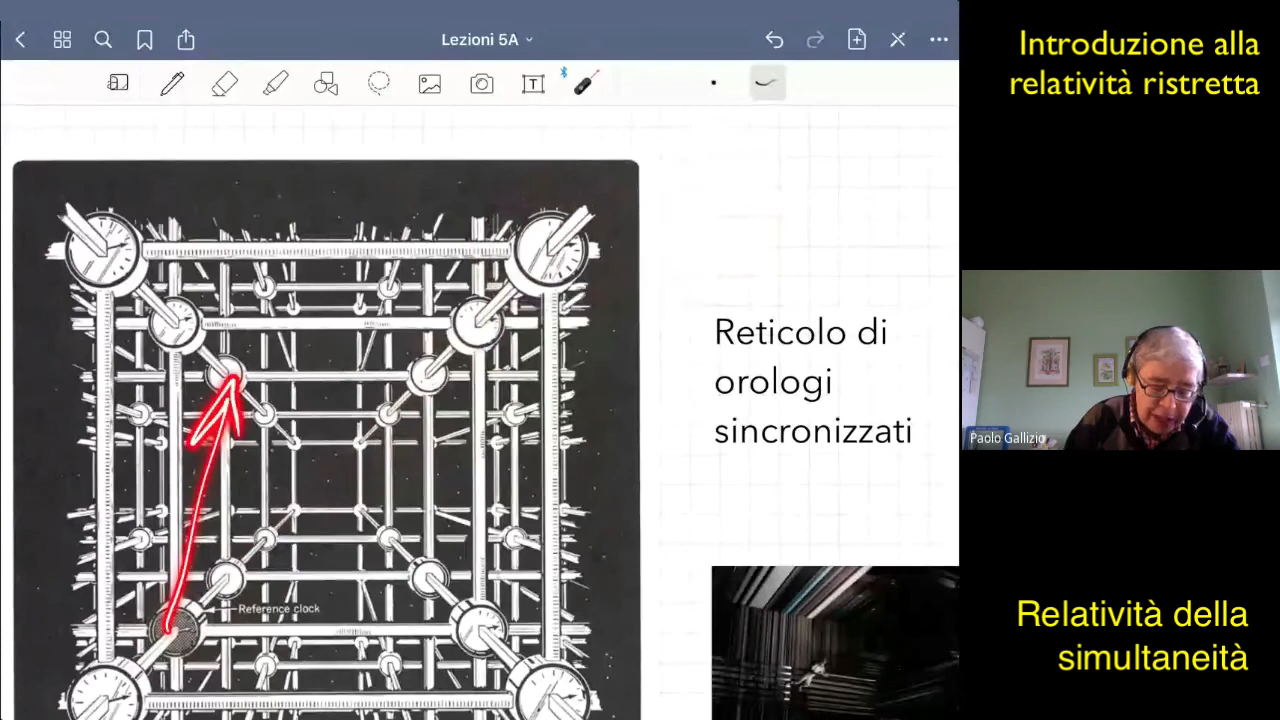 Lezioni 5A
T
Introduzione alla
relatività ristretta
Reticolo di
orologi
sincronizzati
Paolo Gallizio
Reference clock
Relatività della
simultaneità